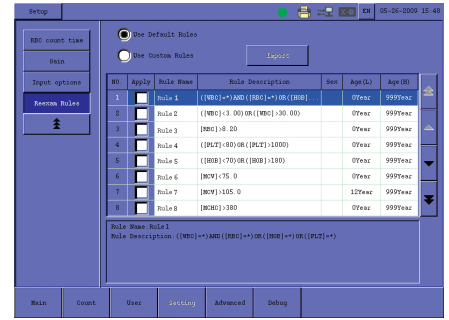 Setup
EN 05-26-2009 15:48
RBC count time
Gain
Input options
Reexam Rules
Use Default Rules
Use Custom Rules
Import
NO. Apply Rule Name Rule Description Sex Age(L) Age(H)
1 Rule 1 ([WBC]=*)AND([RBC]=*)OR([HGB]... 0Year 999Year
2 Rule 2 ([WBC]<3.00)OR([WBC]>30.00) 0Year 999Year
3 Rule 3 [RBC]>8.20 0Year 999Year
4 Rule 4 ([PLT]<80)OR([PLT]>1000) 0Year 999Year
5 Rule 5 ([HGB]<70)OR([HGB]>180) 0Year 999Year
6 Rule 6 [MCV]<75.0 0Year 999Year
7 Rule 7 [MCV]>105.0 12Year 999Year
8 Rule 8 [MCHC]>380 0Year 999Year
Rule Name:Rule1
Rule Description:([WBC]=*)AND([RBC]=*)OR([HGB]=*)OR([PLT]=*)
Main Count User Setting Advanced Debug